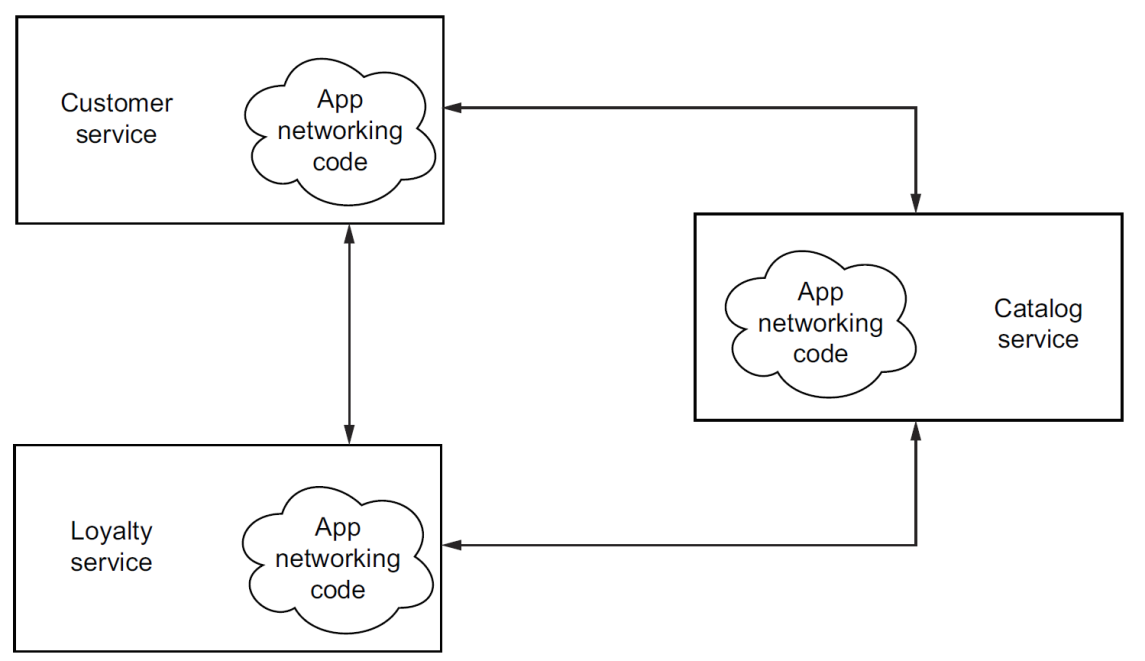 Customer
service
App
networking
code
App
networking
code
Catalog
service
Loyalty
service
App
networking
code